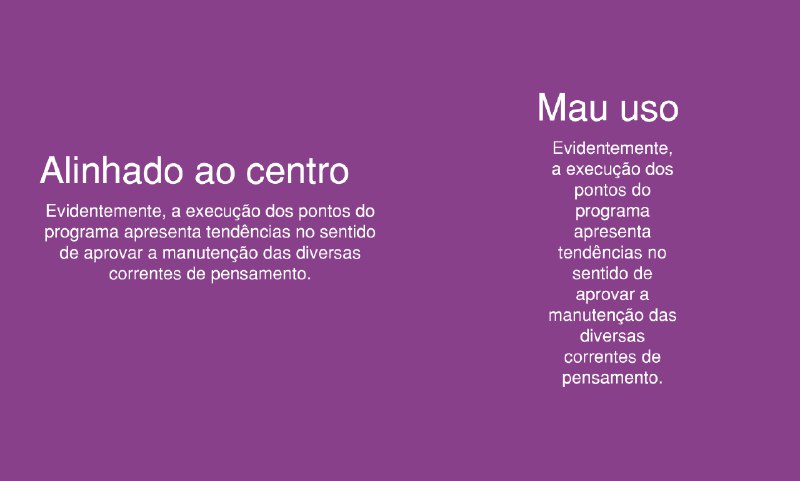 Alinhado ao centro
Evidentemente, a execução dos pontos do
programa apresenta tendências no sentido
de aprovar a manutenção das diversas
correntes de pensamento.
Mau uso
Evidentemente,
a execução dos
pontos do
programa
apresenta
tendências no
sentido de
aprovar a
manutenção das
diversas
correntes de
pensamento.